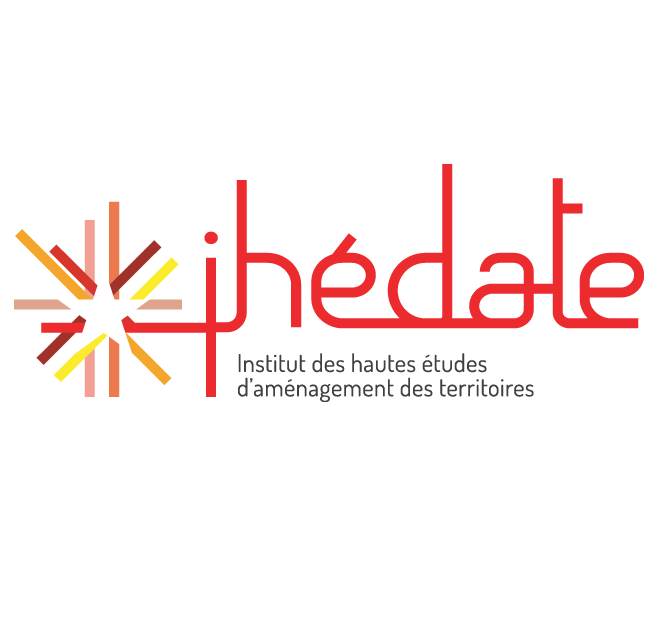 ihédate
Institut des hautes études
d'aménagement des territoires